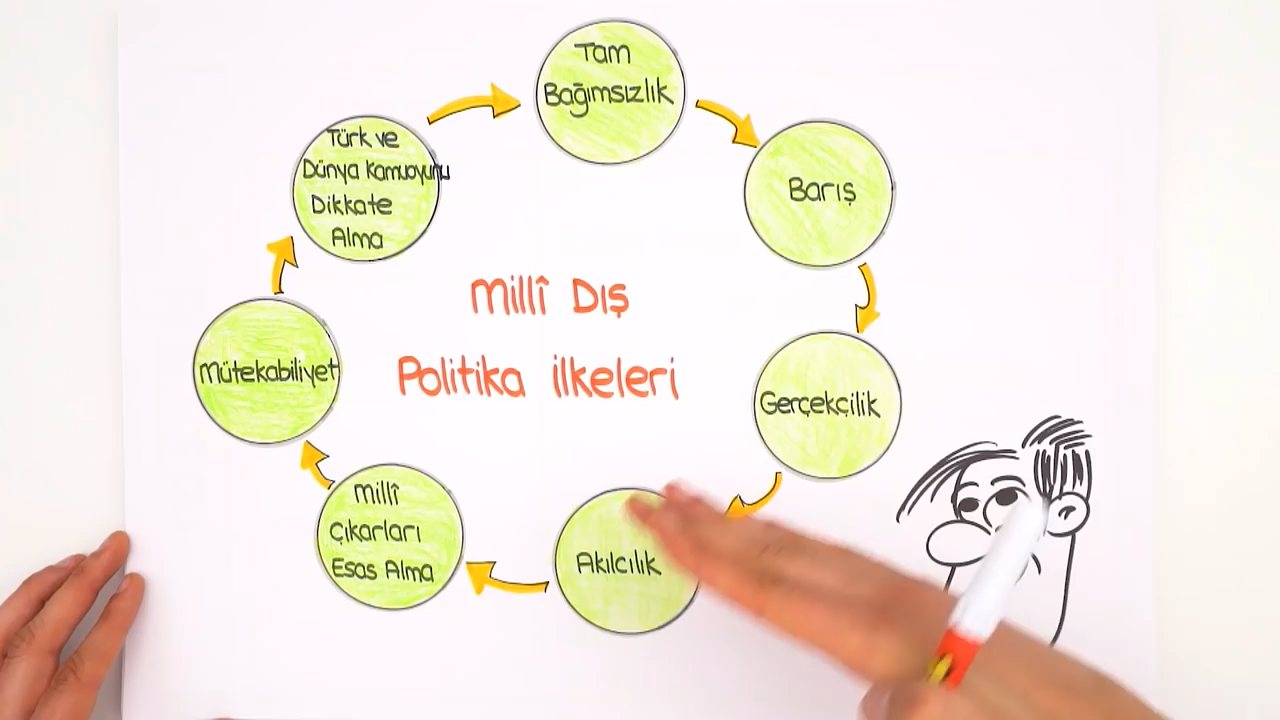 Millî Dış
Politika ilkeleri
Tam
Bağımsızlık
Barış
Gerçekçilik
Akılcılık
Millî
Çıkarları
Esas Alma
Mütekabiliyet
Türk ve
Dünya Kamuoyunu
Dikkate
Alma